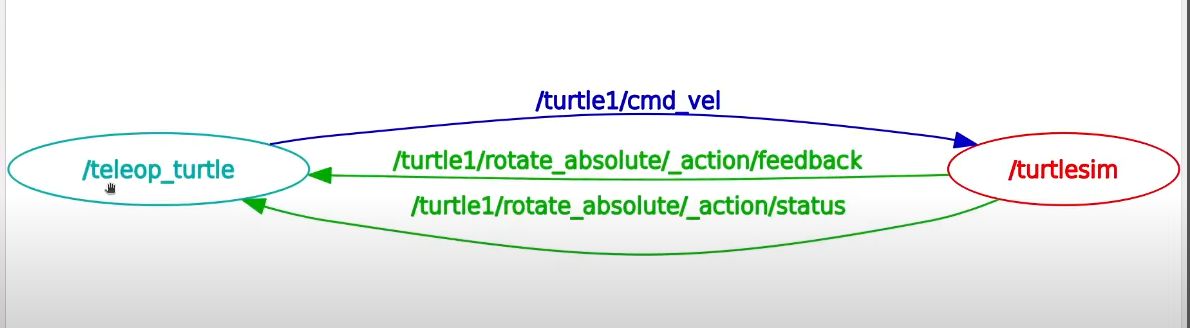 /turtle1/cmd_vel
/turtle1/rotate_absolute/_action/feedback
/teleop_turtle
/turtlesim
/turtle1/rotate_absolute/_action/status